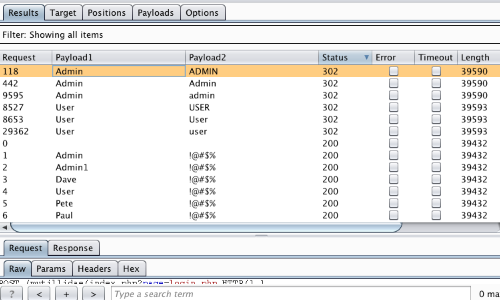 Results Target Positions Payloads Options
Filter: Showing all items
Request Payload1 Payload2 Status Error Timeout Length
118 Admin ADMIN 302 39590
442 Admin Admin 302 39590
9595 Admin admin 302 39590
8527 User USER 302 39593
8653 User User 302 39593
29362 User user 302 39593
0 200 39432
1 Admin !@#$% 200 39432
2 Admin1 !@#$% 200 39432
3 Dave !@#$% 200 39432
4 User !@#$% 200 39432
5 Pete !@#$% 200 39432
6 Paul !@#$% 200 39432
Request Response
Raw Params Headers Hex
POST /mutillidae/index.php?page=login.php HTTP/1.1
? < + > Type a search term 0 ma